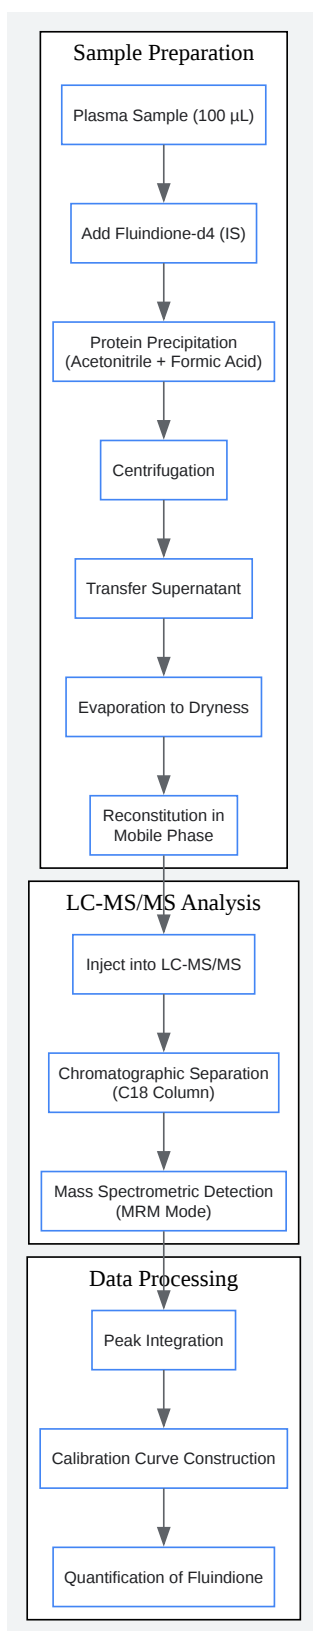 Sample Preparation
Plasma Sample (100 µL)
Add Fluindione-d4 (IS)
Protein Precipitation
(Acetonitrile + Formic Acid)
Centrifugation
Transfer Supernatant
Evaporation to Dryness
Reconstitution in
Mobile Phase
LC-MS/MS Analysis
Inject into LC-MS/MS
Chromatographic Separation
(C18 Column)
Mass Spectrometric Detection
(MRM Mode)
Data Processing
Peak Integration
Calibration Curve Construction
Quantification of Fluindione